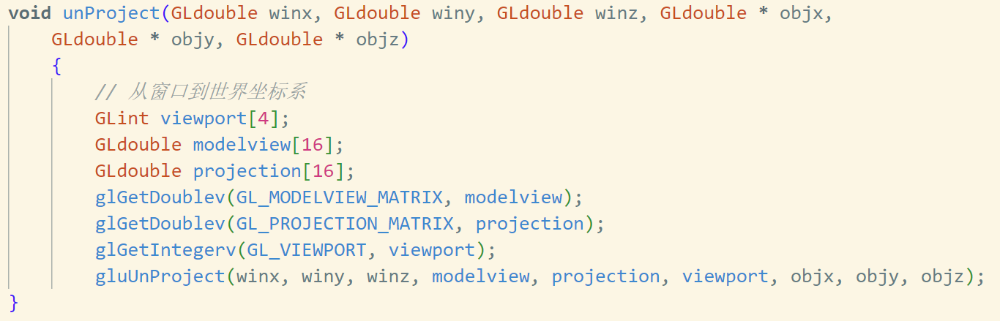 void unProject(GLdouble winx, GLdouble winy, GLdouble winz, GLdouble * objx,
    GLdouble * objy, GLdouble * objz)
    {
        // 从窗口到世界坐标系
        GLint viewport[4];
        GLdouble modelview[16];
        GLdouble projection[16];
        glGetDoublev(GL_MODELVIEW_MATRIX, modelview);
        glGetDoublev(GL_PROJECTION_MATRIX, projection);
        glGetIntegerv(GL_VIEWPORT, viewport);
        gluUnProject(winx, winy, winz, modelview, projection, viewport, objx, objy, objz);
}